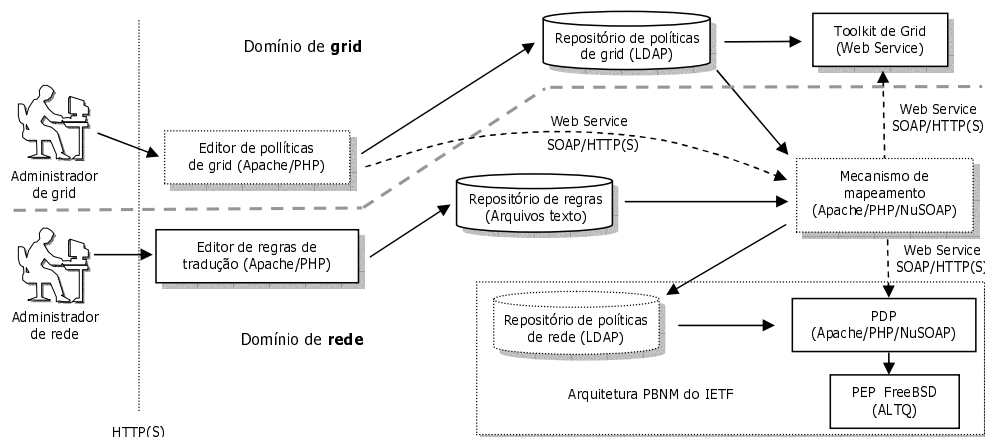 Domínio de grid
Repositório de políticas
de grid (LDAP)
Toolkit de Grid
(Web Service)
Web Service
SOAP/HTTP(S)
Web Service
SOAP/HTTP(S)
Editor de pollíticas
de grid (Apache/PHP)
Administrador
de grid
Mecanismo de
mapeamento
(Apache/PHP/NuSOAP)
Repositório de regras
(Arquivos texto)
Editor de regras de
tradução (Apache/PHP)
Web Service
SOAP/HTTP(S)
Administrador
de rede
Domínio de rede
Repositório de políticas
de rede (LDAP)
PDP
(Apache/PHP/NuSOAP)
Arquitetura PBNM do IETF
PEP FreeBSD
(ALTQ)
HTTP(S)